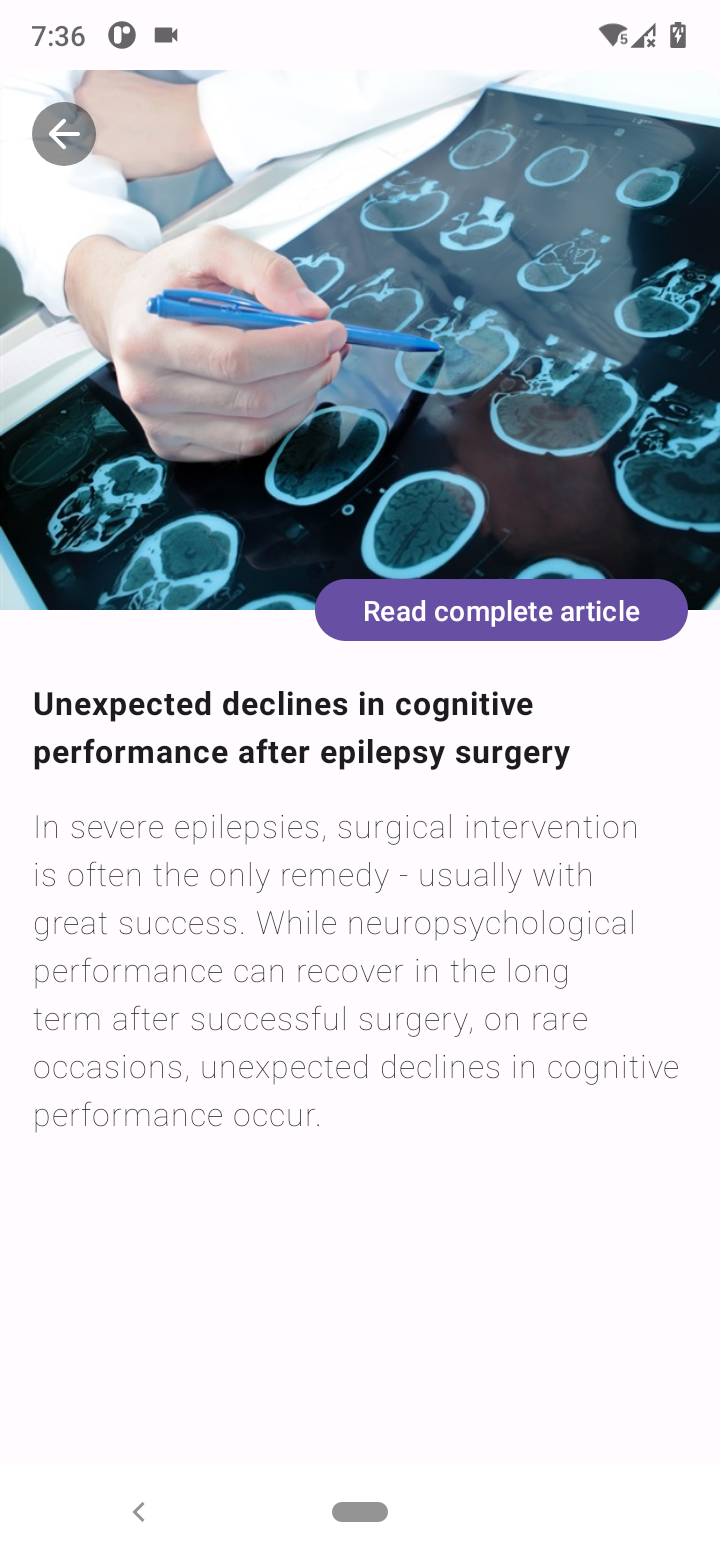 7:36
5
Read complete article
Unexpected declines in cognitive
performance after epilepsy surgery
In severe epilepsies, surgical intervention
is often the only remedy - usually with
great success. While neuropsychological
performance can recover in the long
term after successful surgery, on rare
occasions, unexpected declines in cognitive
performance occur.